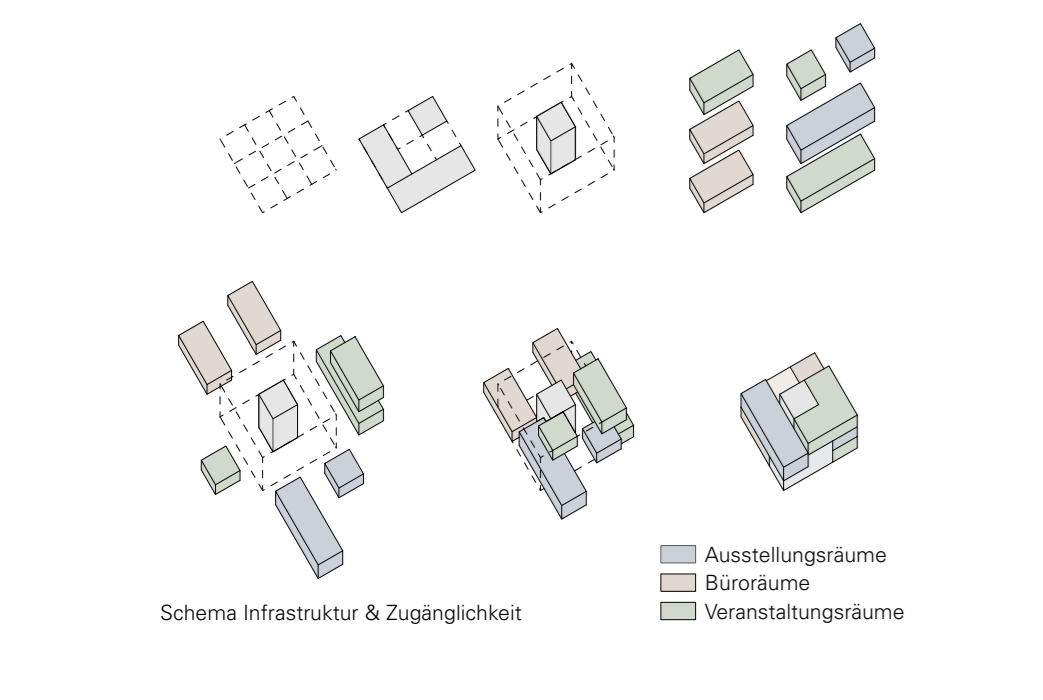 Ausstellungsräume
Büroräume
Veranstaltungsräume
Schema Infrastruktur & Zugänglichkeit